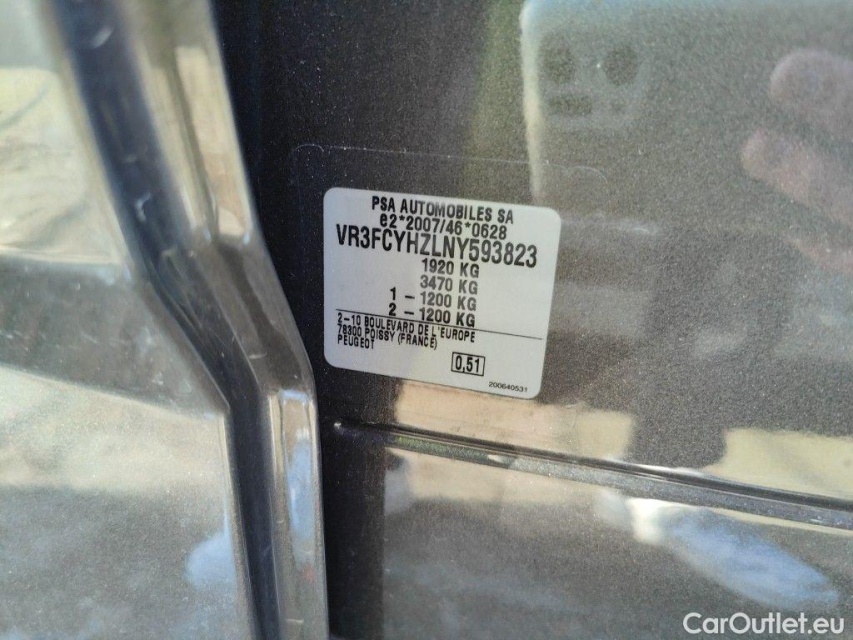 PSA AUTOMOBILES SA
e2*2007/46*0628
VR3FCYHZLNY593823
1920 KG
3470 KG
1 – 1200 KG
2 – 1200 KG
2-10 BOULEVARD DE L'EUROPE
78300 POISSY (FRANCE)
PEUGEOT
0,51
200640531
CarOutlet.eu